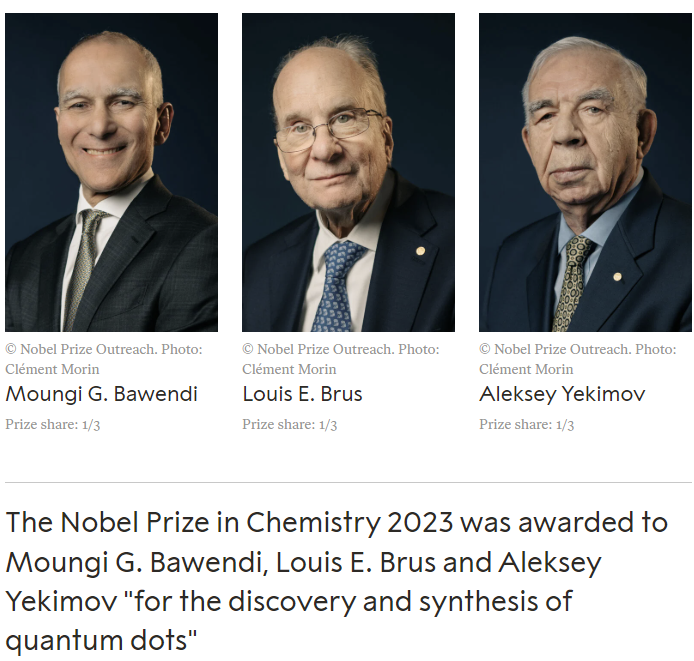 © Nobel Prize Outreach. Photo:
Clément Morin
Moungi G. Bawendi
Prize share: 1/3
© Nobel Prize Outreach. Photo:
Clément Morin
Louis E. Brus
Prize share: 1/3
© Nobel Prize Outreach. Photo:
Clément Morin
Aleksey Yekimov
Prize share: 1/3
The Nobel Prize in Chemistry 2023 was awarded to
Moungi G. Bawendi, Louis E. Brus and Aleksey
Yekimov "for the discovery and synthesis of
quantum dots"